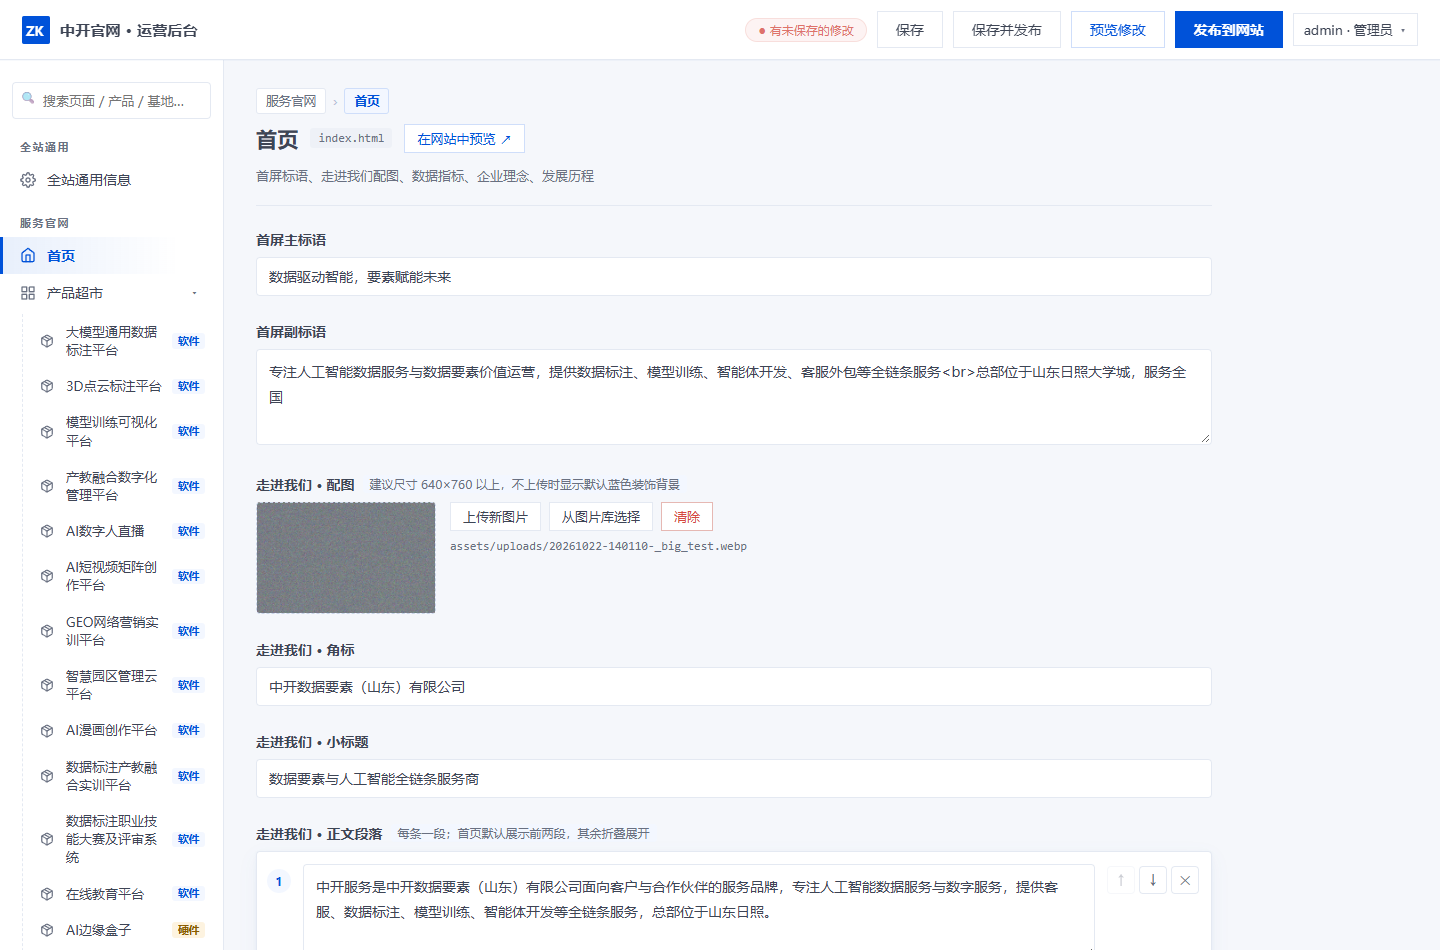 ZK 中开官网 • 运营后台
● 有未保存的修改
保存
保存并发布
预览修改
发布到网站
admin · 管理员
搜索页面 / 产品 / 基地...
全站通用
全站通用信息
服务官网
首页
产品超市
大模型通用数据
标注平台
软件
3D点云标注平台
软件
模型训练可视化
平台
软件
产教融合数字化
管理平台
软件
AI数字人直播
软件
AI短视频矩阵创
作平台
软件
GEO网络营销实
训平台
软件
智慧园区管理云
平台
软件
AI漫画创作平台
软件
数据标注产教融
合实训平台
软件
数据标注职业技
能大赛及评审系
统
软件
在线教育平台
软件
AI边缘盒子
硬件
服务官网 › 首页
首页 index.html 在网站中预览 ↗
首屏标语、走进我们配图、数据指标、企业理念、发展历程
首屏主标语
数据驱动智能，要素赋能未来
首屏副标语
专注人工智能数据服务与数据要素价值运营，提供数据标注、模型训练、智能体开发、客服外包等全链条服务<br>总部位于山东日照大学城，服务全
国
走进我们 • 配图 建议尺寸 640×760 以上，不上传时显示默认蓝色装饰背景
上传新图片
从图片库选择
清除
assets/uploads/20261022-140110-_big_test.webp
走进我们 • 角标
中开数据要素（山东）有限公司
走进我们 • 小标题
数据要素与人工智能全链条服务商
走进我们 • 正文段落 每条一段；首页默认展示前两段，其余折叠展开
1
中开服务是中开数据要素（山东）有限公司面向客户与合作伙伴的服务品牌，专注人工智能数据服务与数字服务，提供客
服、数据标注、模型训练、智能体开发等全链条服务，总部位于山东日照。
↑ ↓ ×